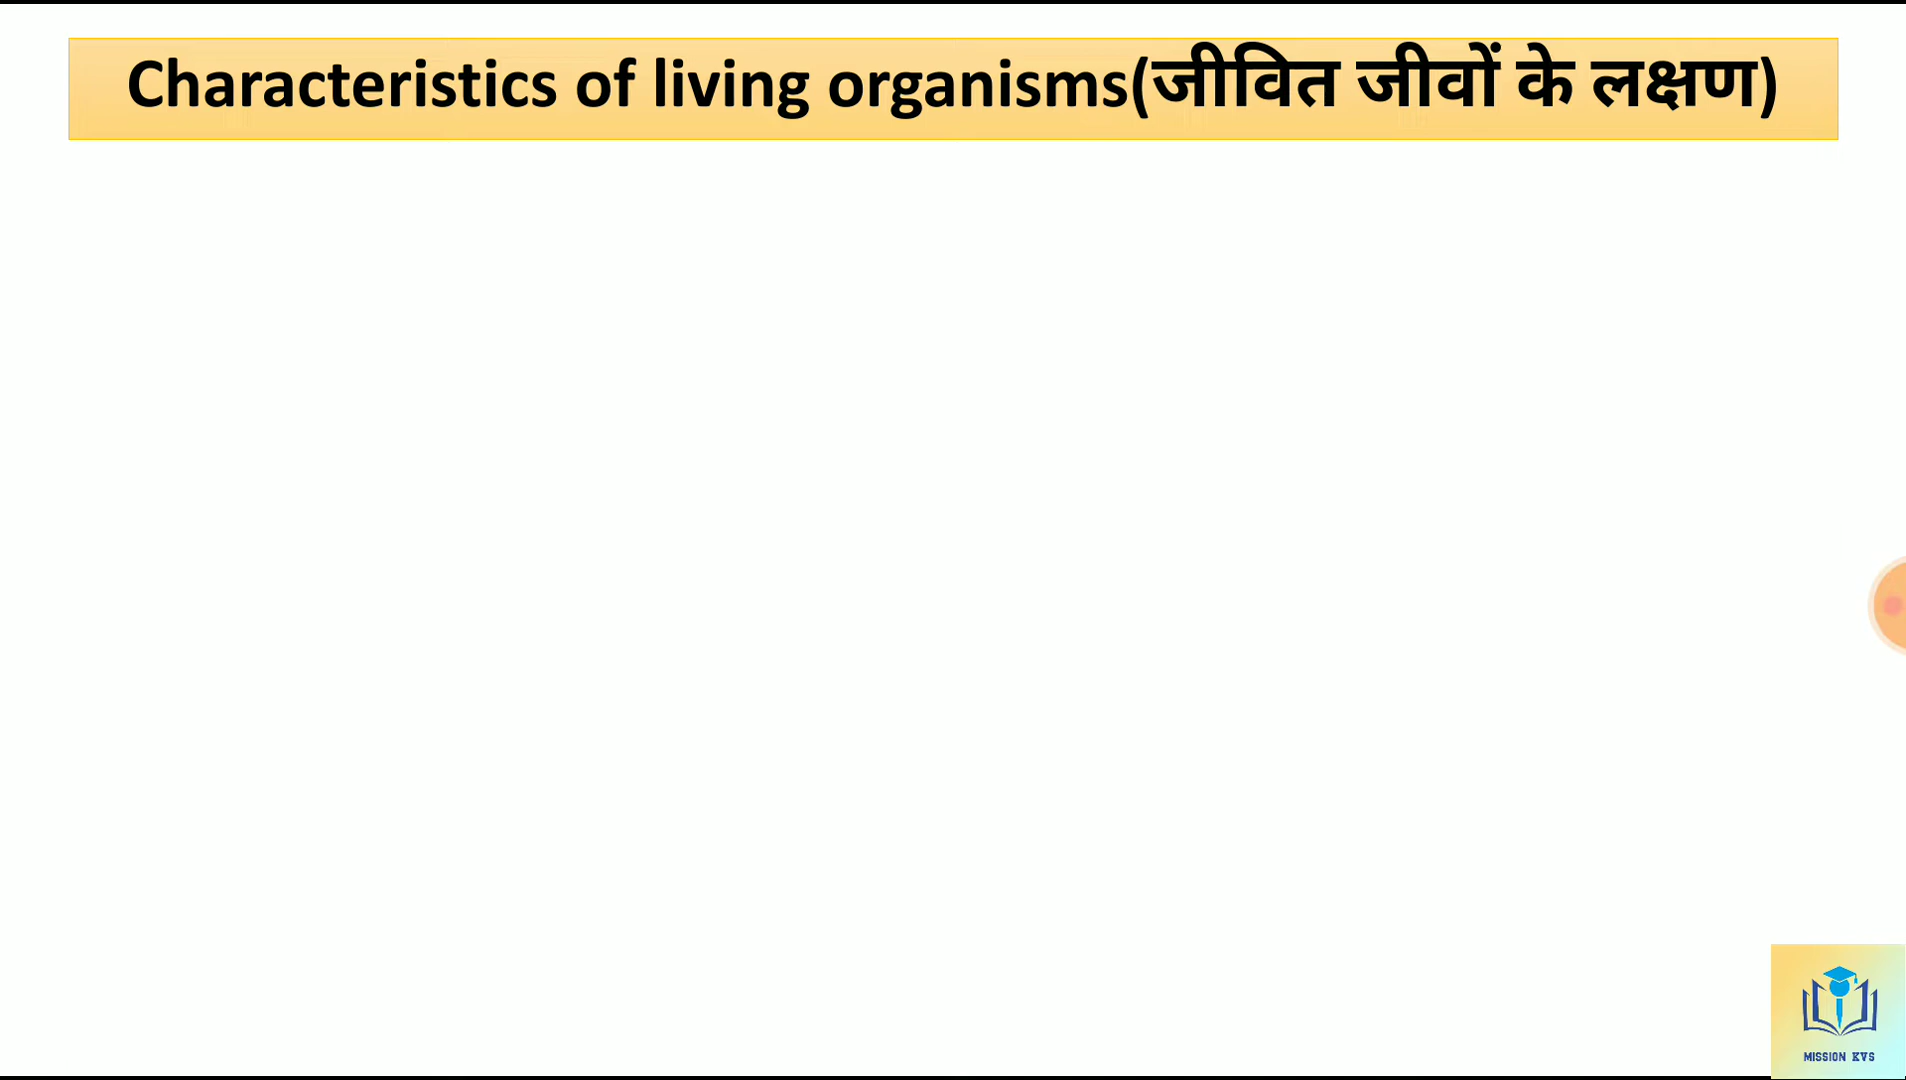 Characteristics of living organisms(जीवित जीवों के लक्षण)
MISSION KVS